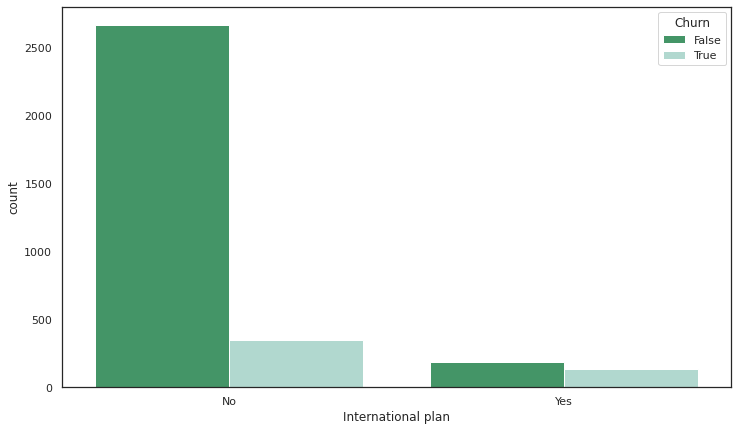 Churn
False
True
2500
2000
1500
1000
500
0
count
No
Yes
International plan